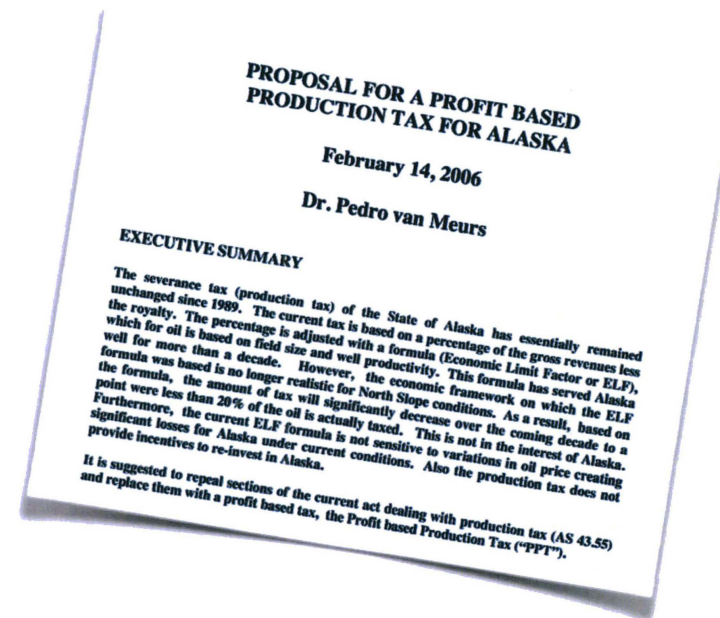 PROPOSAL FOR A PROFIT BASED
PRODUCTION TAX FOR ALASKA
February 14, 2006
Dr. Pedro van Meurs
EXECUTIVE SUMMARY
The severance tax (production tax) of the State of Alaska has essentially remained
unchanged since 1989. The current tax is based on a percentage of the gross revenues less
the royalty. The percentage is adjusted with a formula (Economic Limit Factor or ELF),
which for oil is based on field size and well productivity. This formula has served Alaska
well for more than a decade. However, the economic framework on which the ELF
formula was based is no longer realistic for North Slope conditions. As a result, based on
the formula, the amount of tax will significantly decrease over the coming decade to a
point were less than 20% of the oil is actually taxed. This is not in the interest of Alaska.
Furthermore, the current ELF formula is not sensitive to variations in oil price creating
significant losses for Alaska under current conditions. Also the production tax does not
provide incentives to re-invest in Alaska.
It is suggested to repeal sections of the current act dealing with production tax (AS 43.55)
and replace them with a profit based tax, the Profit based Production Tax (“PPT”).